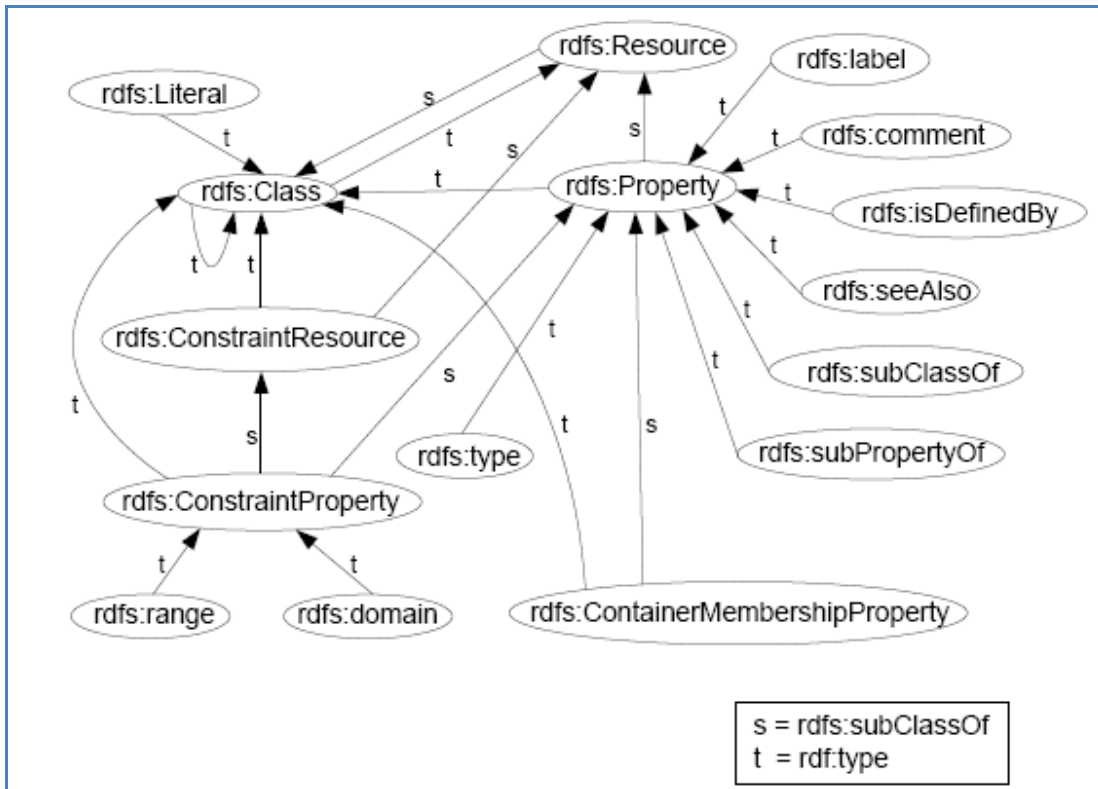 rdfs:Resource
rdfs:label
rdfs:Literal
s
t
t
s
s
t
rdfs:comment
t
rdfs:Class
t
rdfs:Property
t
rdfs:isDefinedBy
t
t
t
rdfs:seeAlso
rdfs:ConstraintResource
t
t
t
rdfs:subClassOf
s
t
s
t
s
rdfs:type
rdfs:subPropertyOf
rdfs:ConstraintProperty
t
t
rdfs:range
rdfs:domain
rdfs:ContainerMembershipProperty
s = rdfs:subClassOf
t = rdf:type